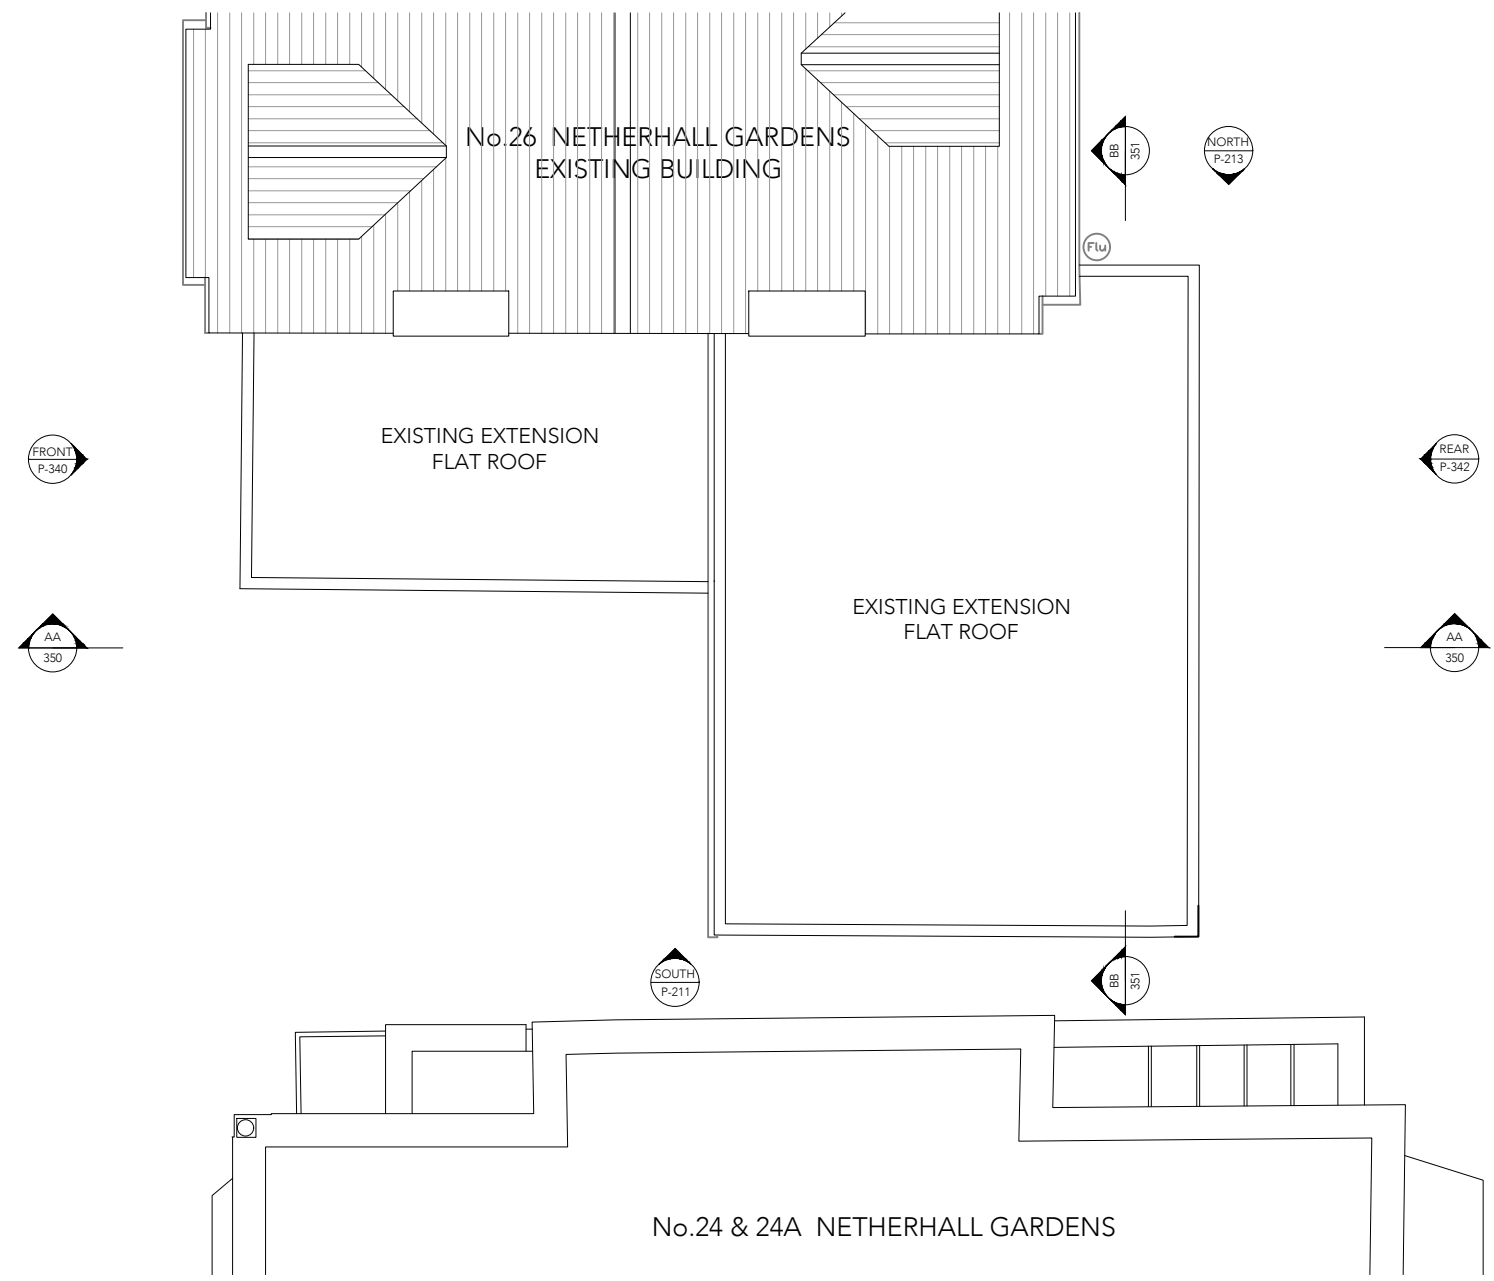 No.26 NETHERHALL GARDENS
EXISTING BUILDING
BB
351
NORTH
P-213
Flu
EXISTING EXTENSION
FLAT ROOF
FRONT
P-340
REAR
P-342
EXISTING EXTENSION
FLAT ROOF
AA
350
AA
350
SOUTH
P-211
BB
351
No.24 & 24A NETHERHALL GARDENS